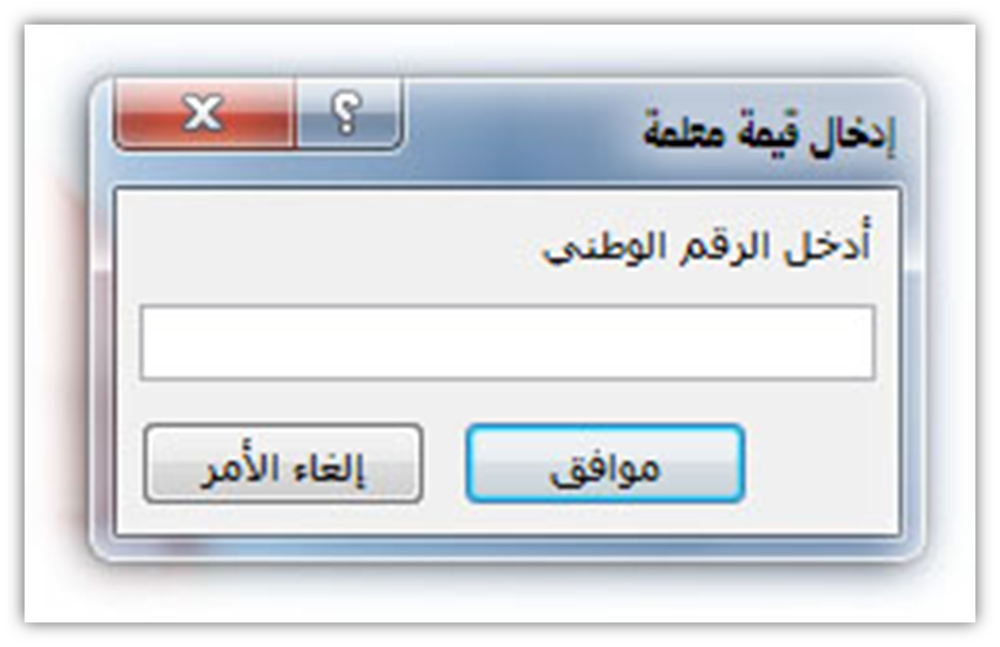 إدخال قيمة معلمة
أدخل الرقم الوطني
موافق
إلغاء الأمر